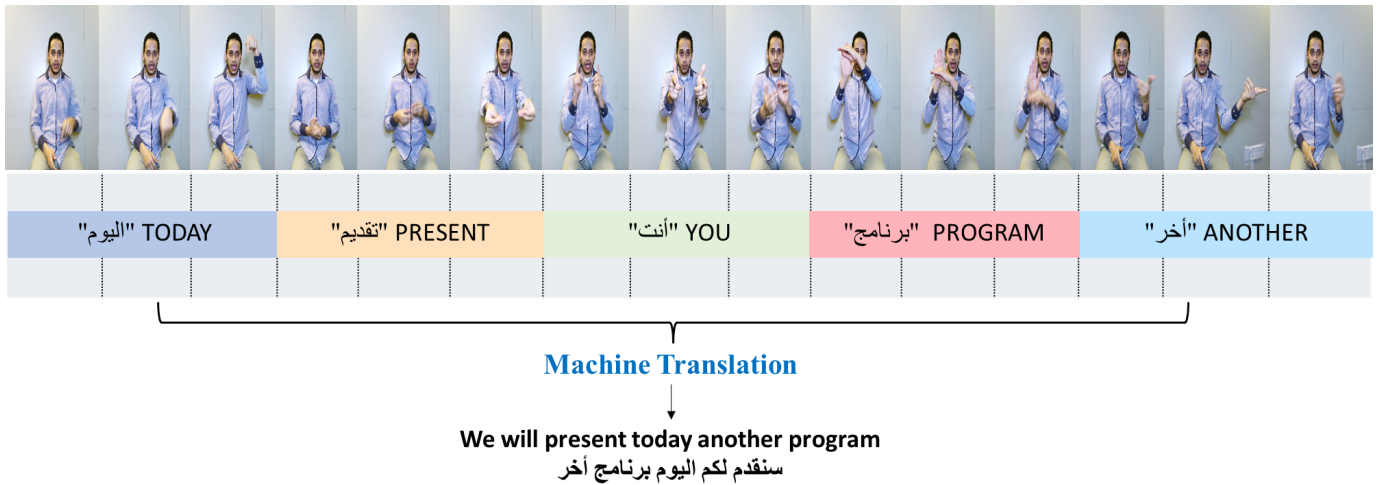 "اليوم" TODAY
"تقديم" PRESENT
"أنت" YOU
"برنامج" PROGRAM
"أخر" ANOTHER
Machine Translation
We will present today another program
سنقدم لكم اليوم برنامج أخر